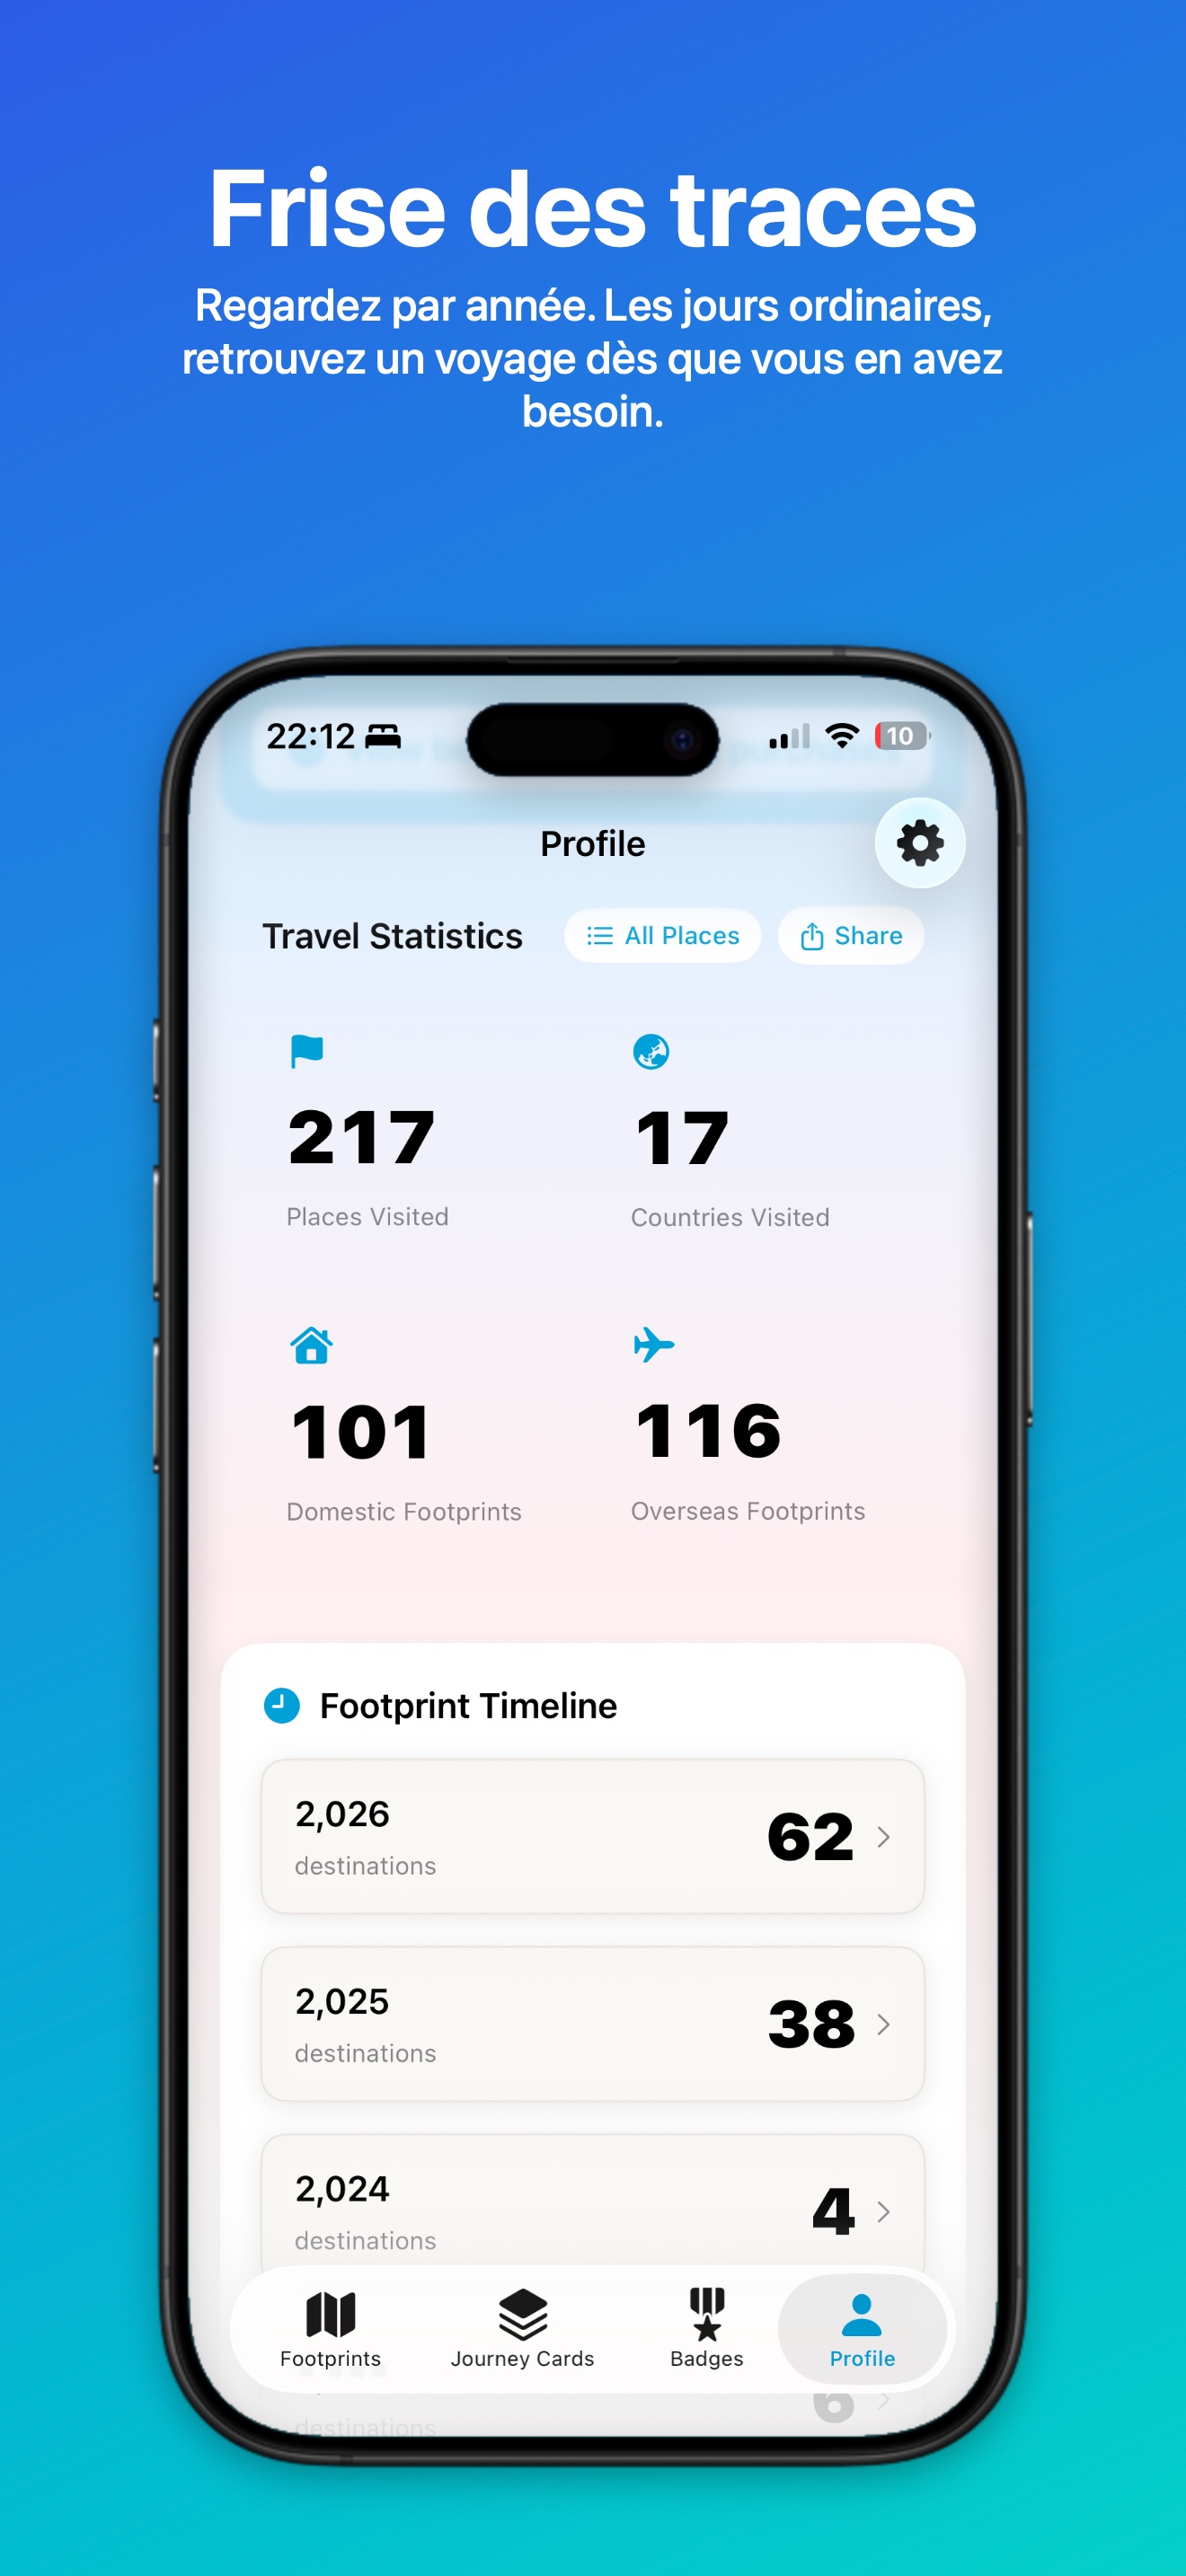 Frise des traces
Regardez par année. Les jours ordinaires,
retrouvez un voyage dès que vous en avez
besoin.
22:12
10
Profile
Travel Statistics
All Places
Share
217
17
Places Visited
Countries Visited
101
116
Domestic Footprints
Overseas Footprints
Footprint Timeline
2,026
62
destinations
2,025
38
destinations
2,024
4
destinations
Footprints
Journey Cards
Badges
Profile
6
destinations